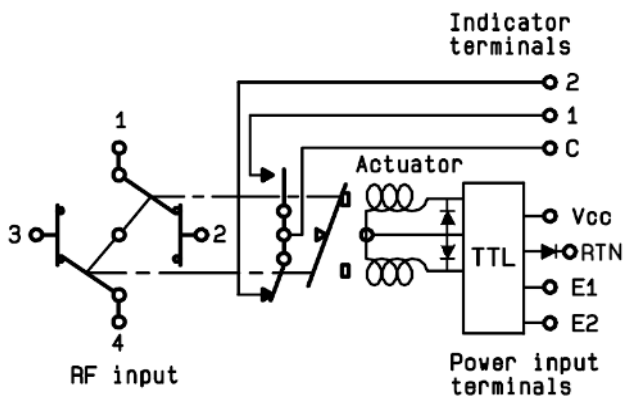 Indicator
terminals
2
1
C
1
Actuator
3
2
TTL
Vcc
RTN
E1
E2
4
RF input
Power input
terminals